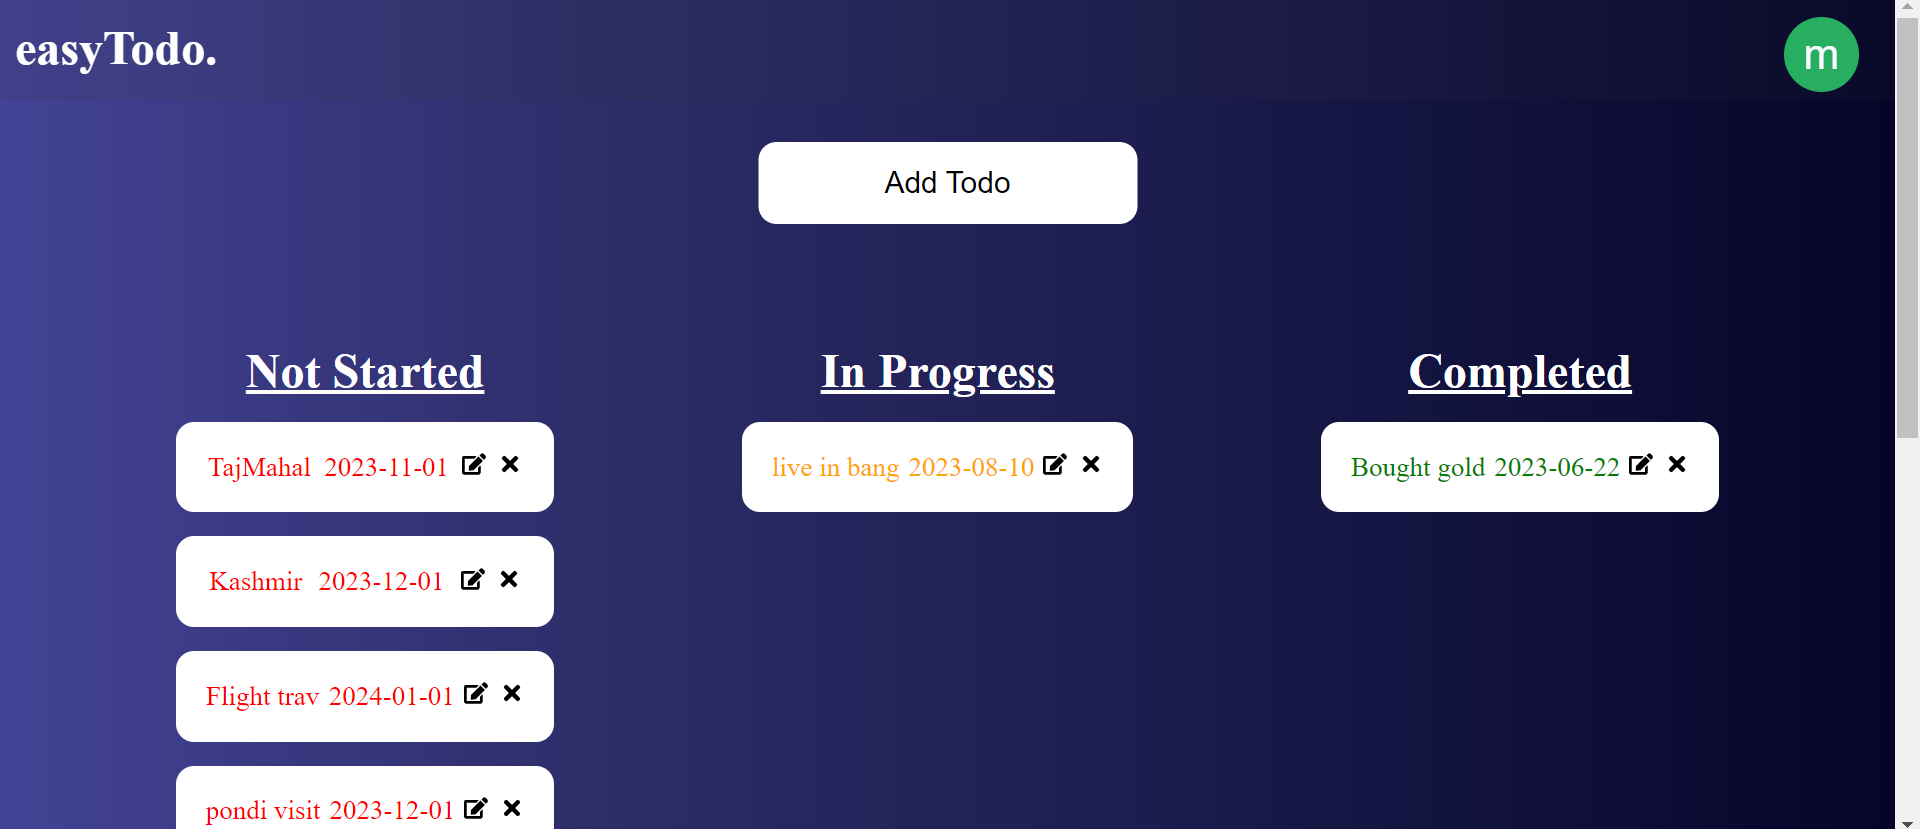 easyTodo.
m
Add Todo
Not Started
TajMahal 2023-11-01
Kashmir 2023-12-01
Flight trav 2024-01-01
pondi visit 2023-12-01
In Progress
live in bang 2023-08-10
Completed
Bought gold 2023-06-22